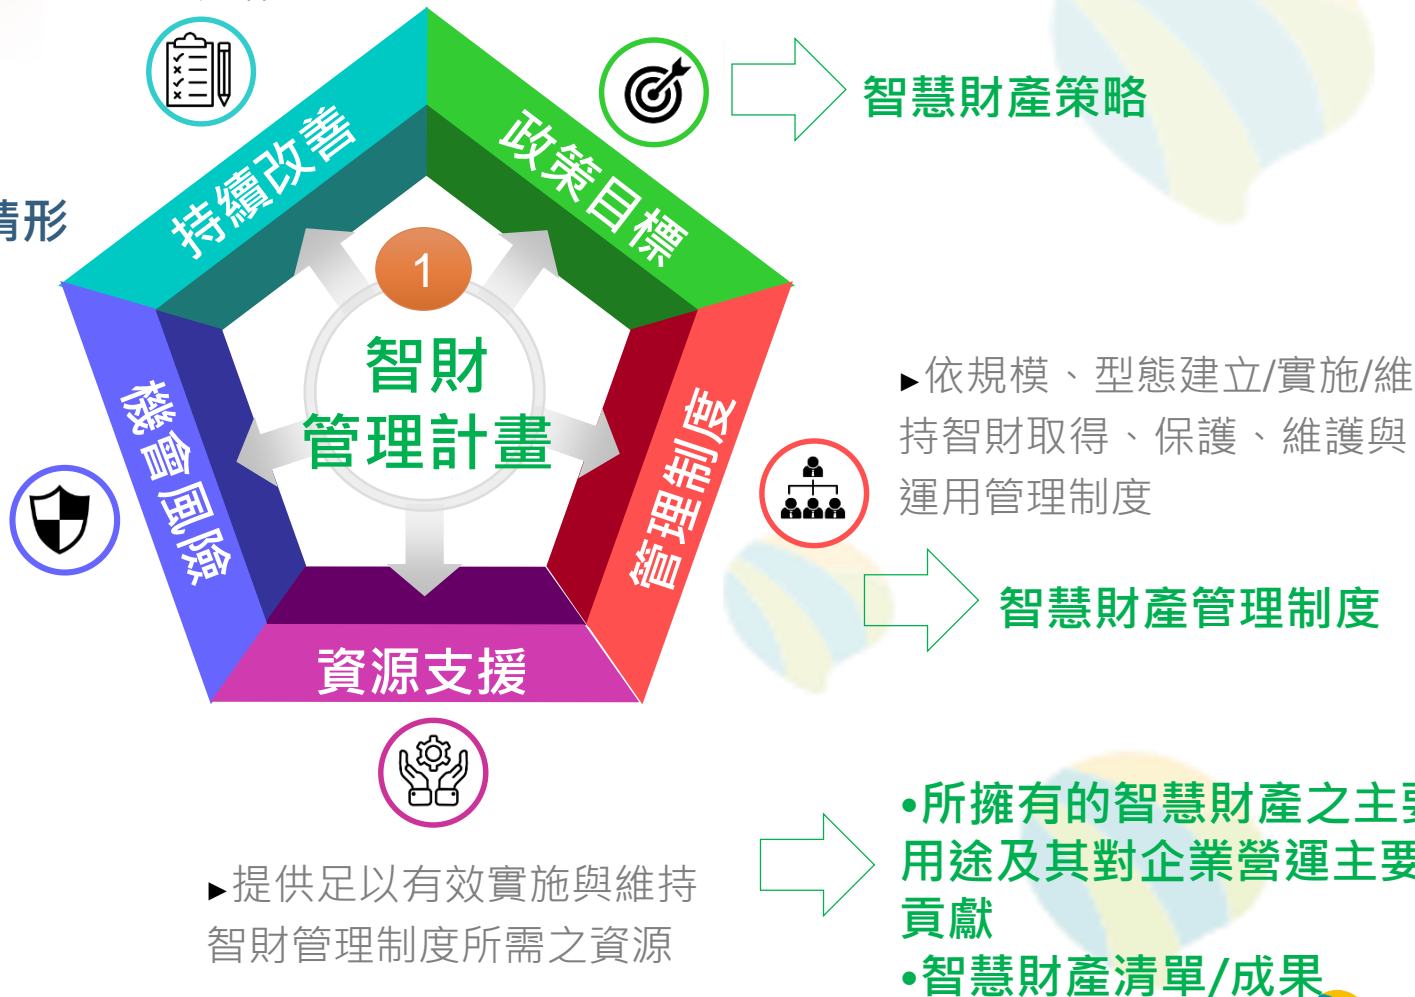 持續改善
政策目標
智慧財產策略
情形
1
智財
管理計畫
機會風險
管理制度
►依規模、型態建立/實施/維
持智財取得、保護、維護與
運用管理制度
智慧財產管理制度
資源支援
►提供足以有效實施與維持
智財管理制度所需之資源
•所擁有的智慧財產之主要
用途及其對企業營運主要
貢獻
•智慧財產清單/成果